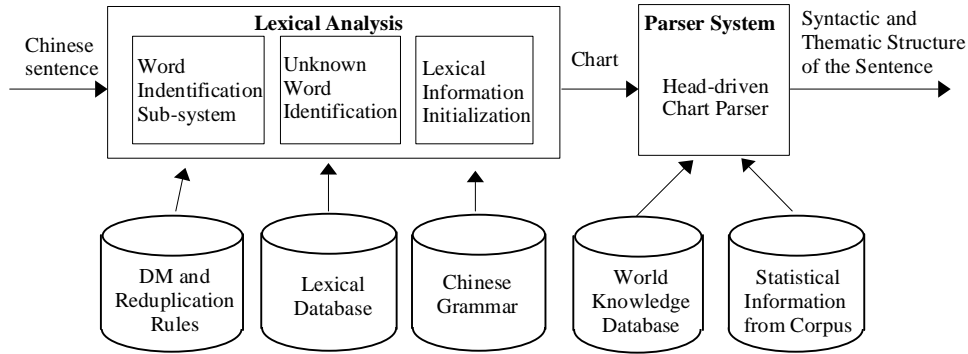 Lexical Analysis
Parser System
Syntactic and
Thematic Structure
of the Sentence
Chinese
sentence
Word
Indentification
Sub-system
Unknown
Word
Identification
Lexical
Information
Initialization
Chart
Head-driven
Chart Parser
DM and
Reduplication
Rules
Lexical
Database
Chinese
Grammar
World
Knowledge
Database
Statistical
Information
from Corpus